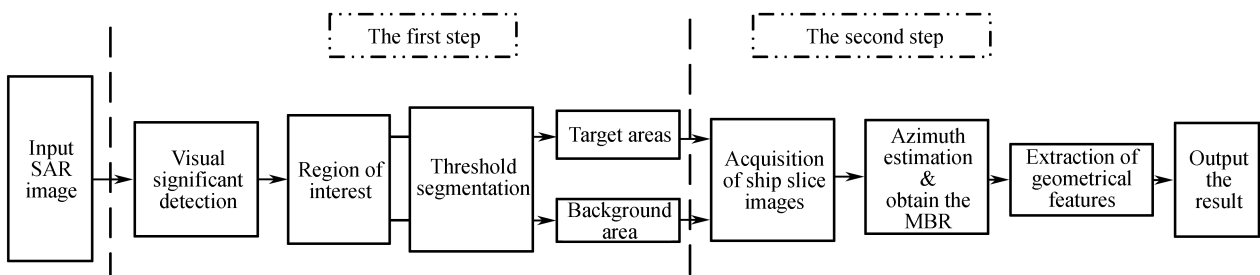 The first step
The second step
Input
SAR
image
Visual
significant
detection
Region of
interest
Threshold
segmentation
Target areas
Background
area
Acquisition
of ship slice
images
Azimuth
estimation
&
obtain the
MBR
Extraction of
geometrical
features
Output
the
result